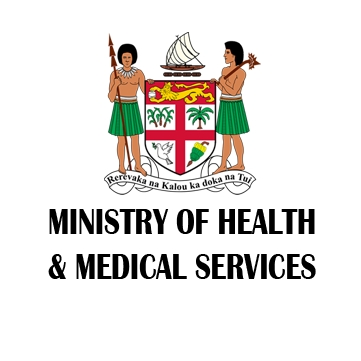 Rerevaka na Kalou ka doka na Tui
MINISTRY OF HEALTH
& MEDICAL SERVICES